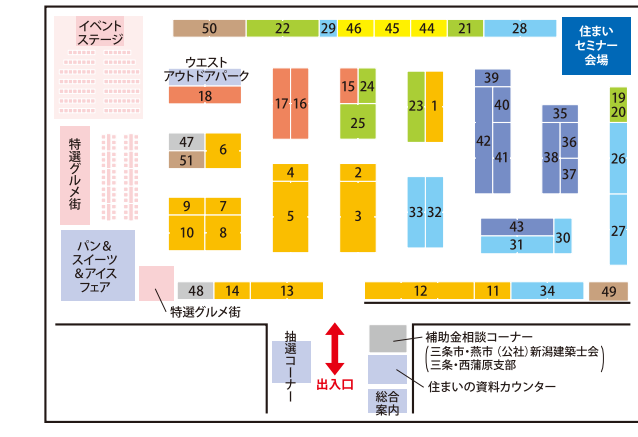 イベント
ステージ
50
22
29
46
45
44
21
28
住まい
セミナー
会場
ウエスト
アウトドアパーク
18
17
16
15
24
25
23
1
39
40
42
41
35
36
38
37
19
20
26
27
特選グルメ街
47
51
6
4
5
2
3
33
32
9
7
10
8
43
31
30
パン&
スイーツ
&アイス
フェア
48
14
13
12
11
34
49
特選グルメ街
抽選コーナー
出入口
補助金相談コーナー
(三条市・燕市 (公社) 新潟建築士会
三条・西蒲原支部)
住まいの資料カウンター
総合
案内